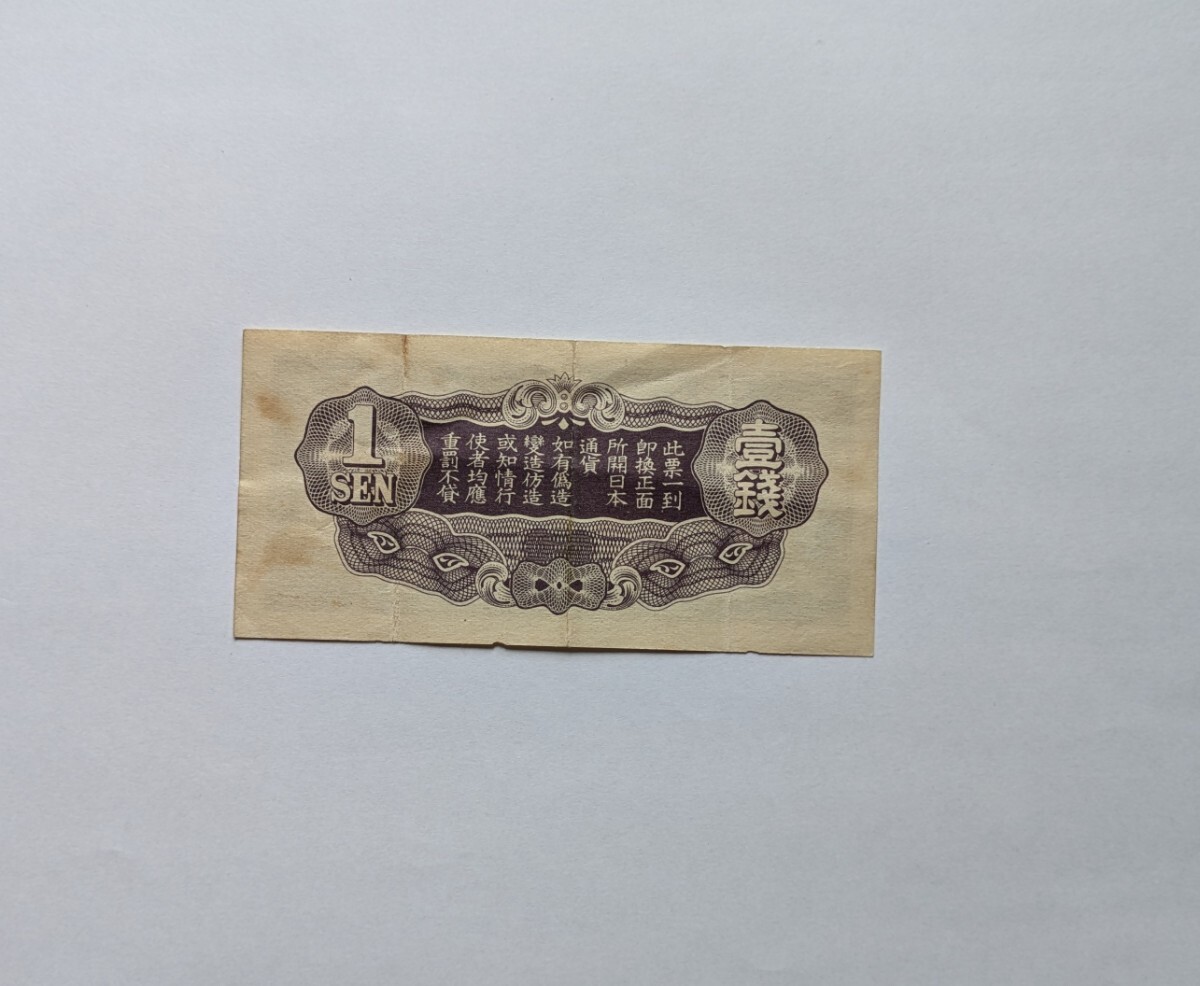 壹錢
此票一到
即換正面
所開日本
通貨
如有僞造
變造仿造
或知情行
使者均應
重罰不貸
1
SEN